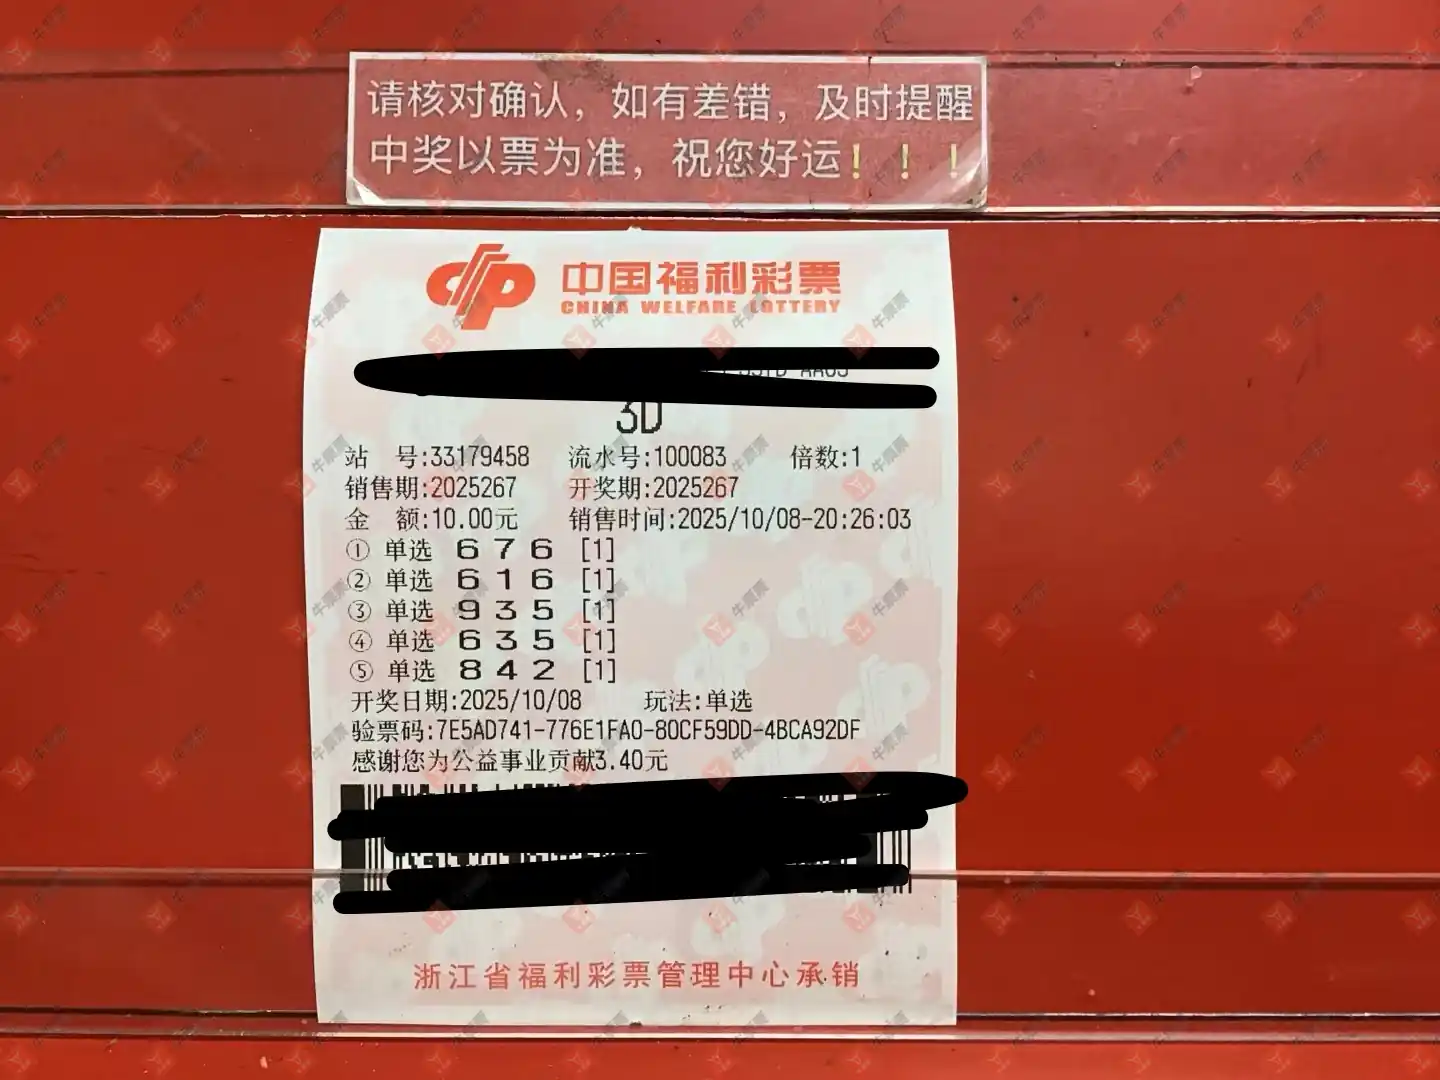 请核对确认，如有差错，及时提醒
中奖以票为准，祝您好运！！！
中国福利彩票
CHINA WELFARE LOTTERY
3D
站 号:33179458 流水号:100083 倍数:1
销售期:2025267 开奖期:2025267
金 额:10.00元 销售时间:2025/10/08-20:26:03
① 单选 6 7 6 [1]
② 单选 6 1 6 [1]
③ 单选 9 3 5 [1]
④ 单选 6 3 5 [1]
⑤ 单选 8 4 2 [1]
开奖日期:2025/10/08 玩法:单选
验票码:7E5AD741-776E1FA0-80CF59DD-4BCA92DF
感谢您为公益事业贡献3.40元
浙江省福利彩票管理中心承销
牛票票